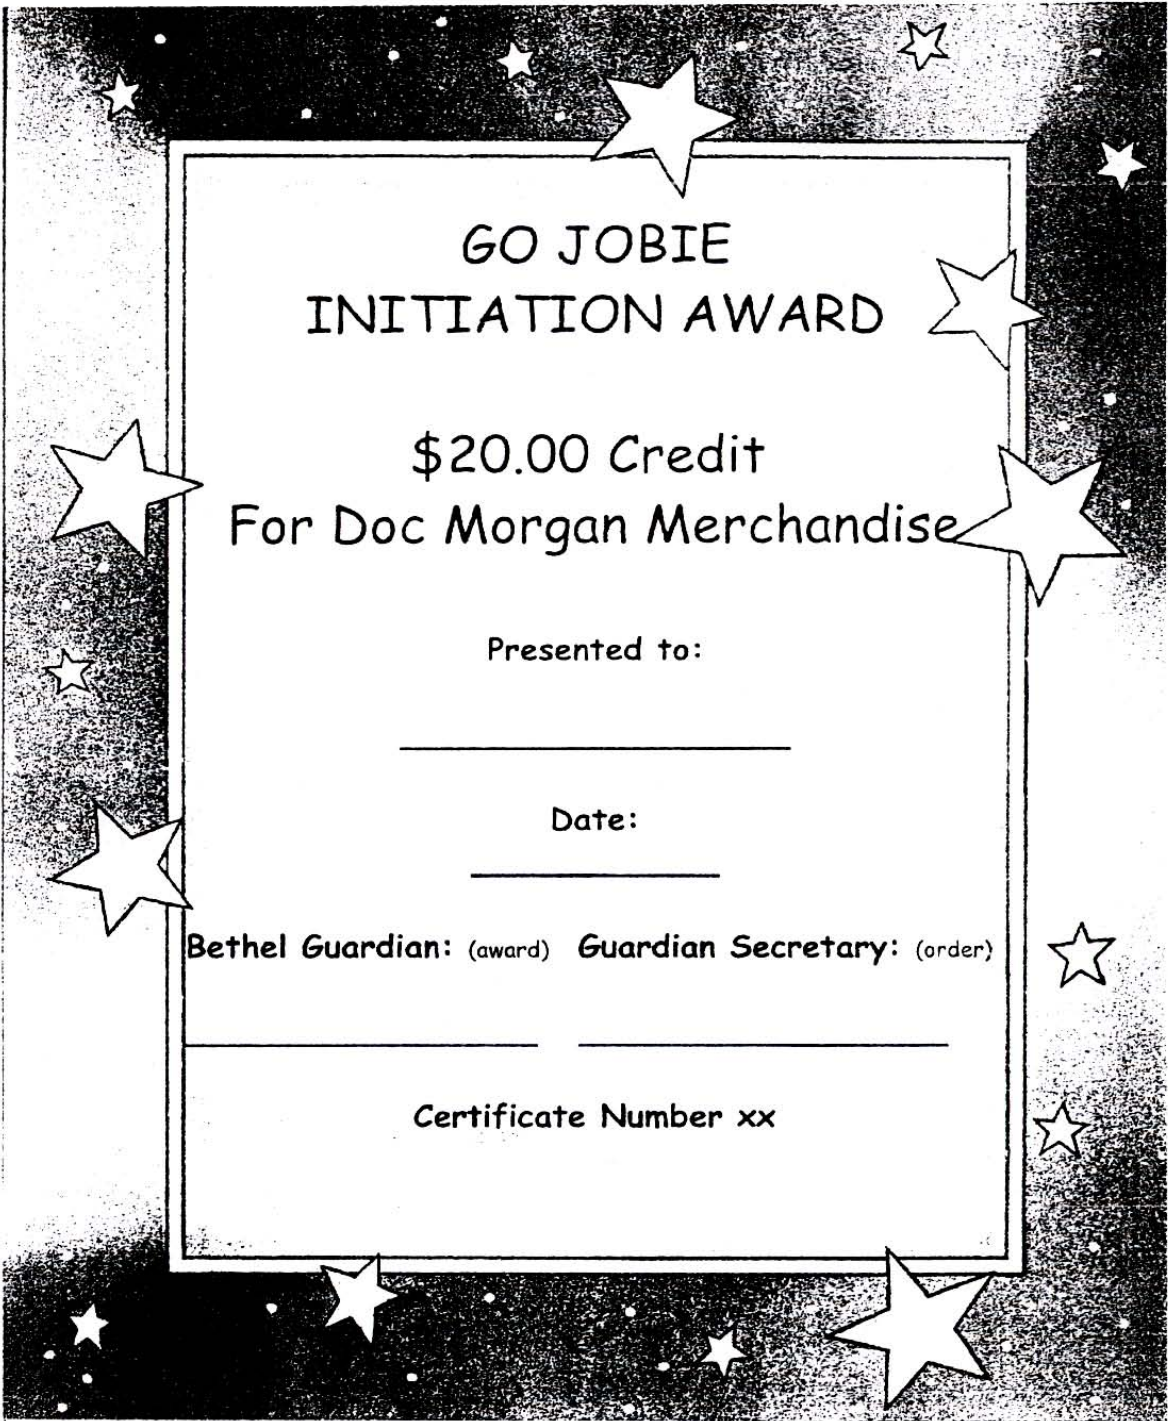 GO JOBIE
INITIATION AWARD
$20.00 Credit
For Doc Morgan Merchandise
Presented to:
Date:
Bethel Guardian: (award) Guardian Secretary: (order)
Certificate Number xx